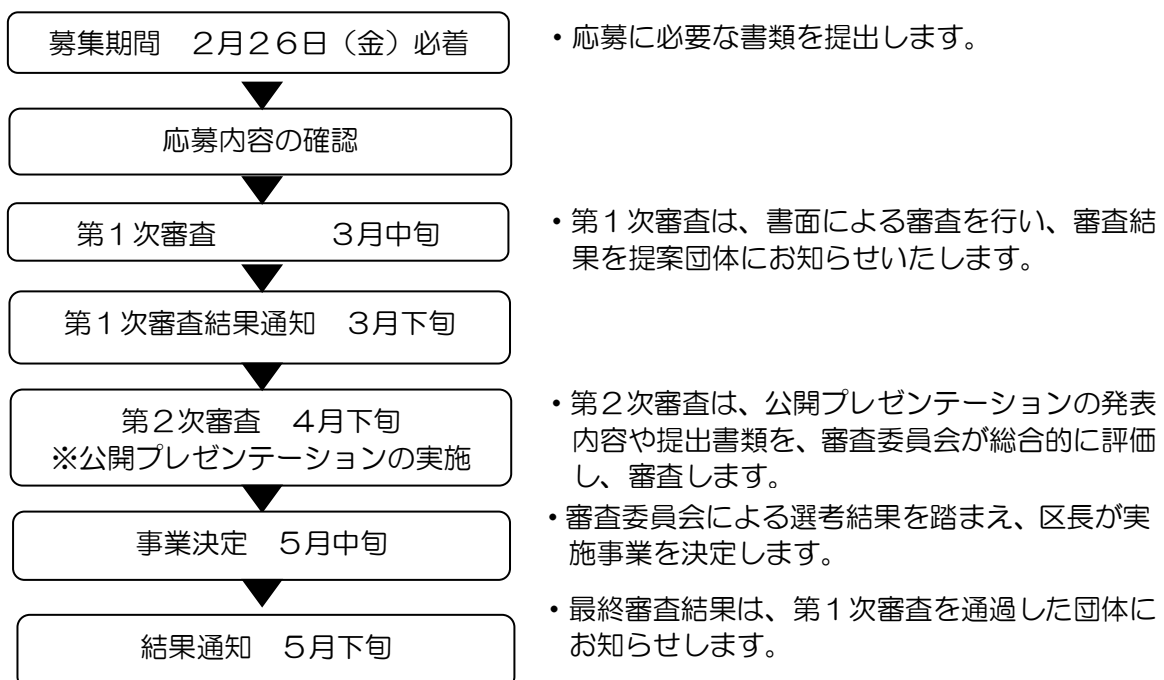 募集期間　２月２６日（金）必着
・応募に必要な書類を提出します。
応募内容の確認
第１次審査　　　　３月中旬
・第１次審査は、書面による審査を行い、審査結
果を提案団体にお知らせいたします。
第１次審査結果通知　３月下旬
第２次審査　４月下旬
※公開プレゼンテーションの実施
・第２次審査は、公開プレゼンテーションの発表
内容や提出書類を、審査委員会が総合的に評価
し、審査します。
事業決定　５月中旬
・審査委員会による選考結果を踏まえ、区長が実
施事業を決定します。
結果通知　５月下旬
・最終審査結果は、第１次審査を通過した団体に
お知らせします。